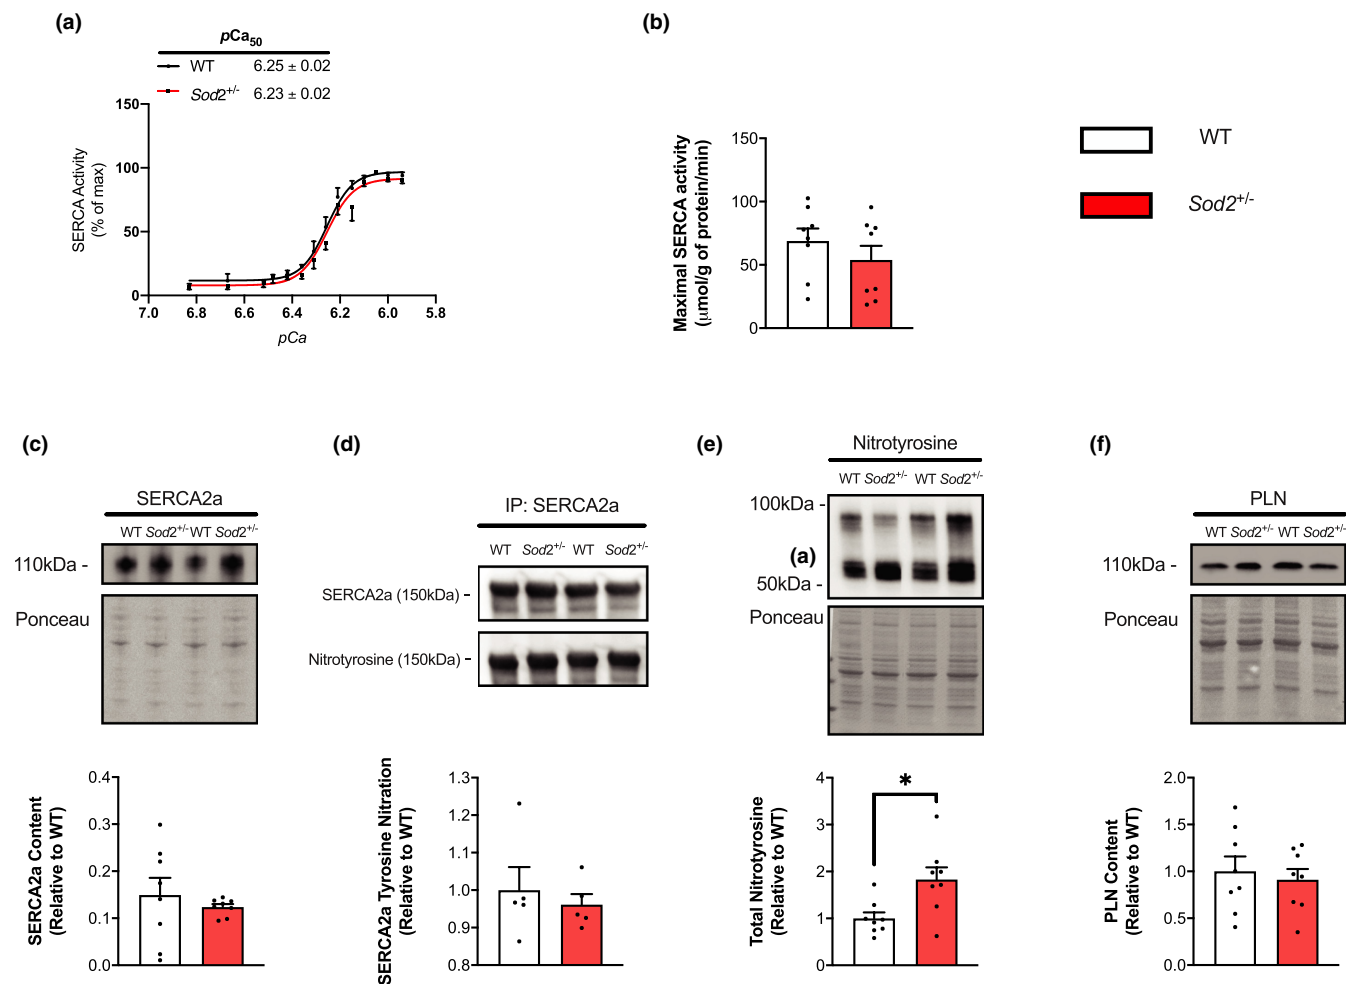 (a)
pCa50
WT 6.25 ± 0.02
Sod2+/- 6.23 ± 0.02
SERCA Activity
(% of max)
150
100
50
0
7.0 6.8 6.6 6.4 6.2 6.0 5.8
pCa
(b)
Maximal SERCA activity
(μmol/g of protein/min)
150
100
50
0
WT
Sod2+/-
(c)
SERCA2a
WT Sod2+/- WT Sod2+/-
110kDa -
Ponceau
SERCA2a Content
(Relative to WT)
0.4
0.3
0.2
0.1
0.0
(d)
IP: SERCA2a
WT Sod2+/- WT Sod2+/-
SERCA2a (150kDa) -
Nitrotyrosine (150kDa) -
SERCA2a Tyrosine Nitration
(Relative to WT)
1.3
1.2
1.1
1.0
0.9
0.8
(e)
Nitrotyrosine
WT Sod2+/- WT Sod2+/-
100kDa -
(a)
50kDa -
Ponceau
Total Nitrotyrosine
(Relative to WT)
4
3
2
1
0
*
(f)
PLN
WT Sod2+/- WT Sod2+/-
110kDa -
Ponceau
PLN Content
(Relative to WT)
2.0
1.5
1.0
0.5
0.0